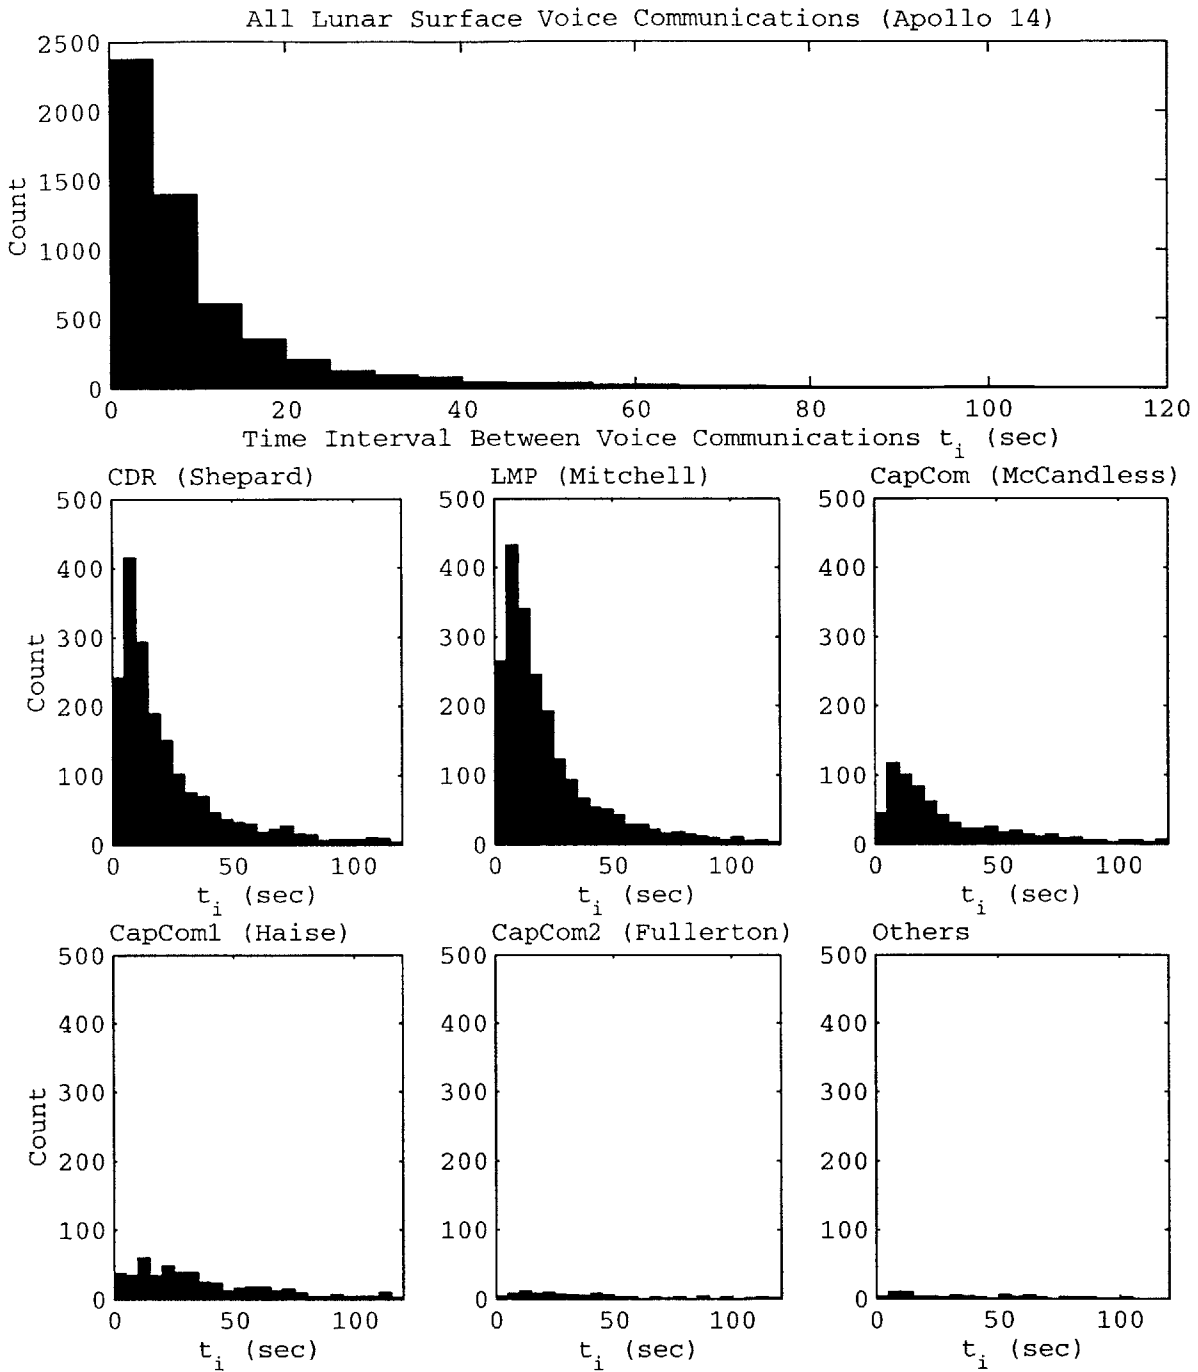 All Lunar Surface Voice Communications (Apollo 14)
2500
2000
1500
1000
500
0
Count
0 20 40 60 80 100 120
Time Interval Between Voice Communications t_i (sec)
CDR (Shepard)
500
400
300
200
100
0
Count
0 50 100
t_i (sec)
LMP (Mitchell)
500
400
300
200
100
0
0 50 100
t_i (sec)
CapCom (McCandless)
500
400
300
200
100
0
0 50 100
t_i (sec)
CapCom1 (Haise)
500
400
300
200
100
0
Count
0 50 100
t_i (sec)
CapCom2 (Fullerton)
500
400
300
200
100
0
0 50 100
t_i (sec)
Others
500
400
300
200
100
0
0 50 100
t_i (sec)